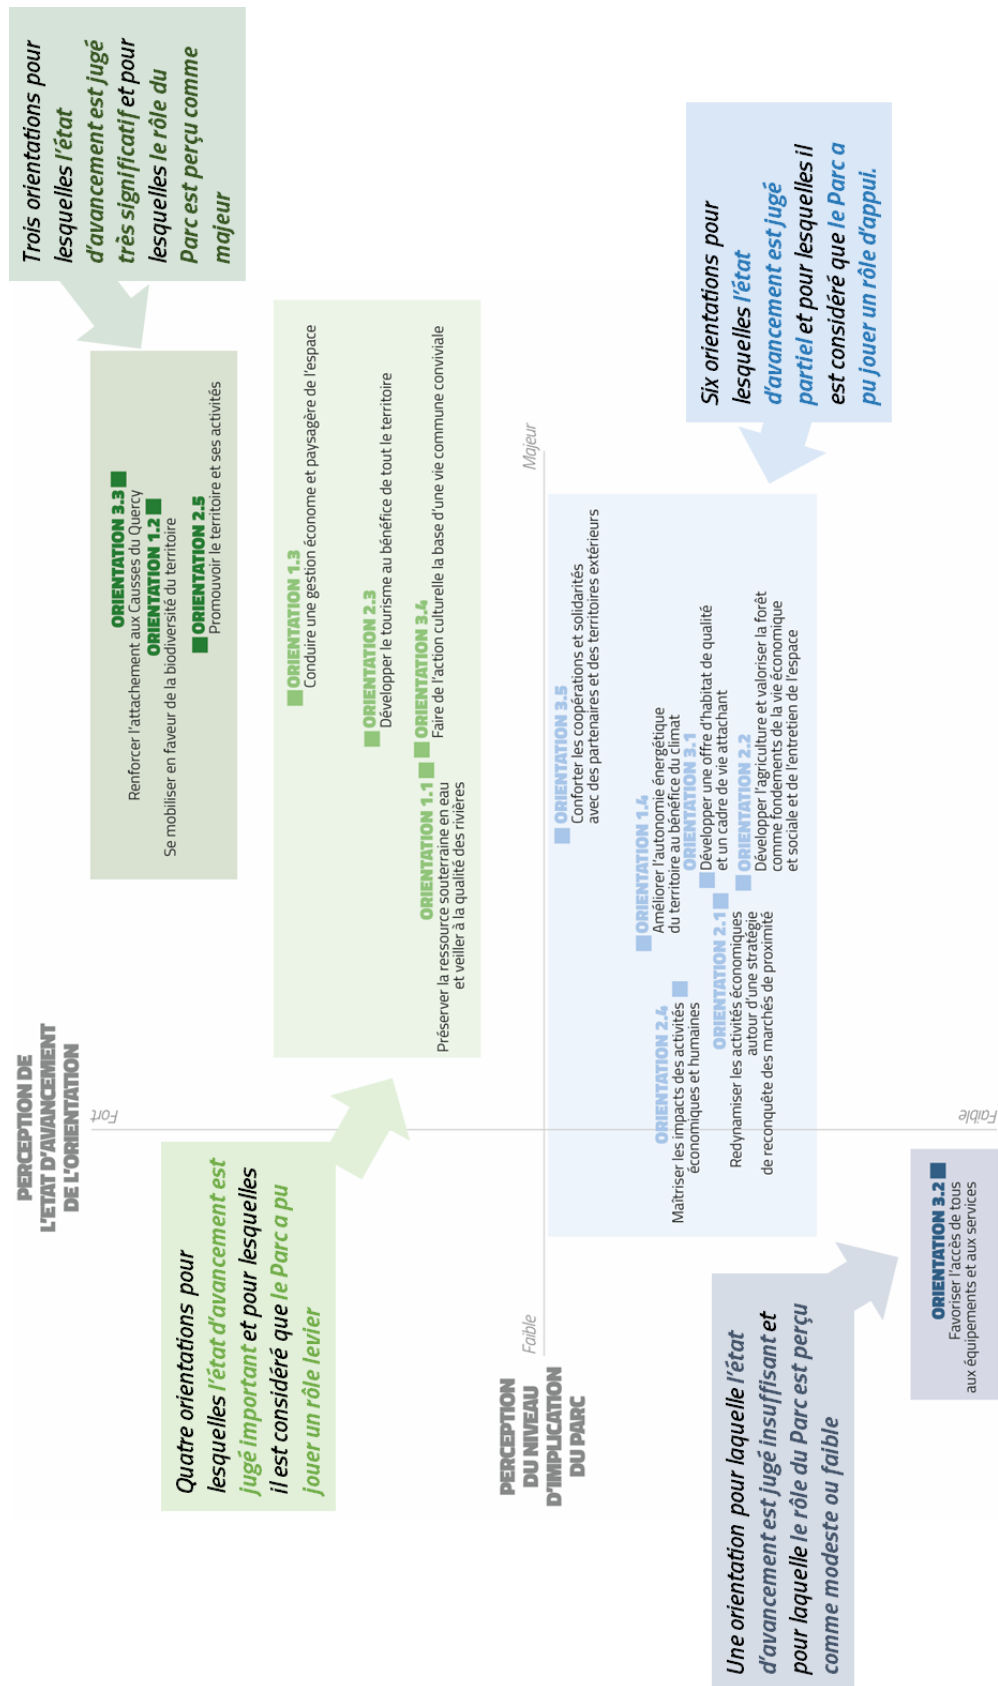 PERCEPTION DE
L'ETAT D'AVANCEMENT
DE L'ORIENTATION
Fort
Trois orientations pour
lesquelles l'état
d'avancement est jugé
très significatif et pour
lesquelles le rôle du
Parc est perçu comme
majeur
ORIENTATION 3.3
Renforcer l'attachement aux Causses du Quercy
ORIENTATION 1.2
Se mobiliser en faveur de la biodiversité du territoire
ORIENTATION 2.5
Promouvoir le territoire et ses activités
Quatre orientations pour
lesquelles l'état d'avancement est
jugé important et pour lesquelles
il est considéré que le Parc a pu
jouer un rôle levier
ORIENTATION 1.3
Conduire une gestion économe et paysagère de l'espace
ORIENTATION 2.3
Développer le tourisme au bénéfice de tout le territoire
ORIENTATION 3.4
Faire de l'action culturelle la base d'une vie commune conviviale
ORIENTATION 1.1
Préserver la ressource souterraine en eau
et veiller à la qualité des rivières
PERCEPTION
DU NIVEAU
D'IMPLICATION
DU PARC
Faible
Majeur
ORIENTATION 3.5
Conforter les coopérations et solidarités
avec des partenaires et des territoires extérieurs
ORIENTATION 1.4
Améliorer l'autonomie énergétique
du territoire au bénéfice du climat
ORIENTATION 2.4
Maîtriser les impacts des activités
économiques et humaines
ORIENTATION 3.1
Développer une offre d'habitat de qualité
et un cadre de vie attachant
ORIENTATION 2.1
Redynamiser les activités économiques
autour d'une stratégie
de reconquête des marchés de proximité
ORIENTATION 2.2
Développer l'agriculture et valoriser la forêt
comme fondements de la vie économique
et sociale et de l'entretien de l'espace
Six orientations pour
lesquelles l'état
d'avancement est jugé
partiel et pour lesquelles il
est considéré que le Parc a
pu jouer un rôle d'appui.
Une orientation pour laquelle l'état
d'avancement est jugé insuffisant et
pour laquelle le rôle du Parc est perçu
comme modeste ou faible
ORIENTATION 3.2
Favoriser l'accès de tous
aux équipements et aux services
Faible